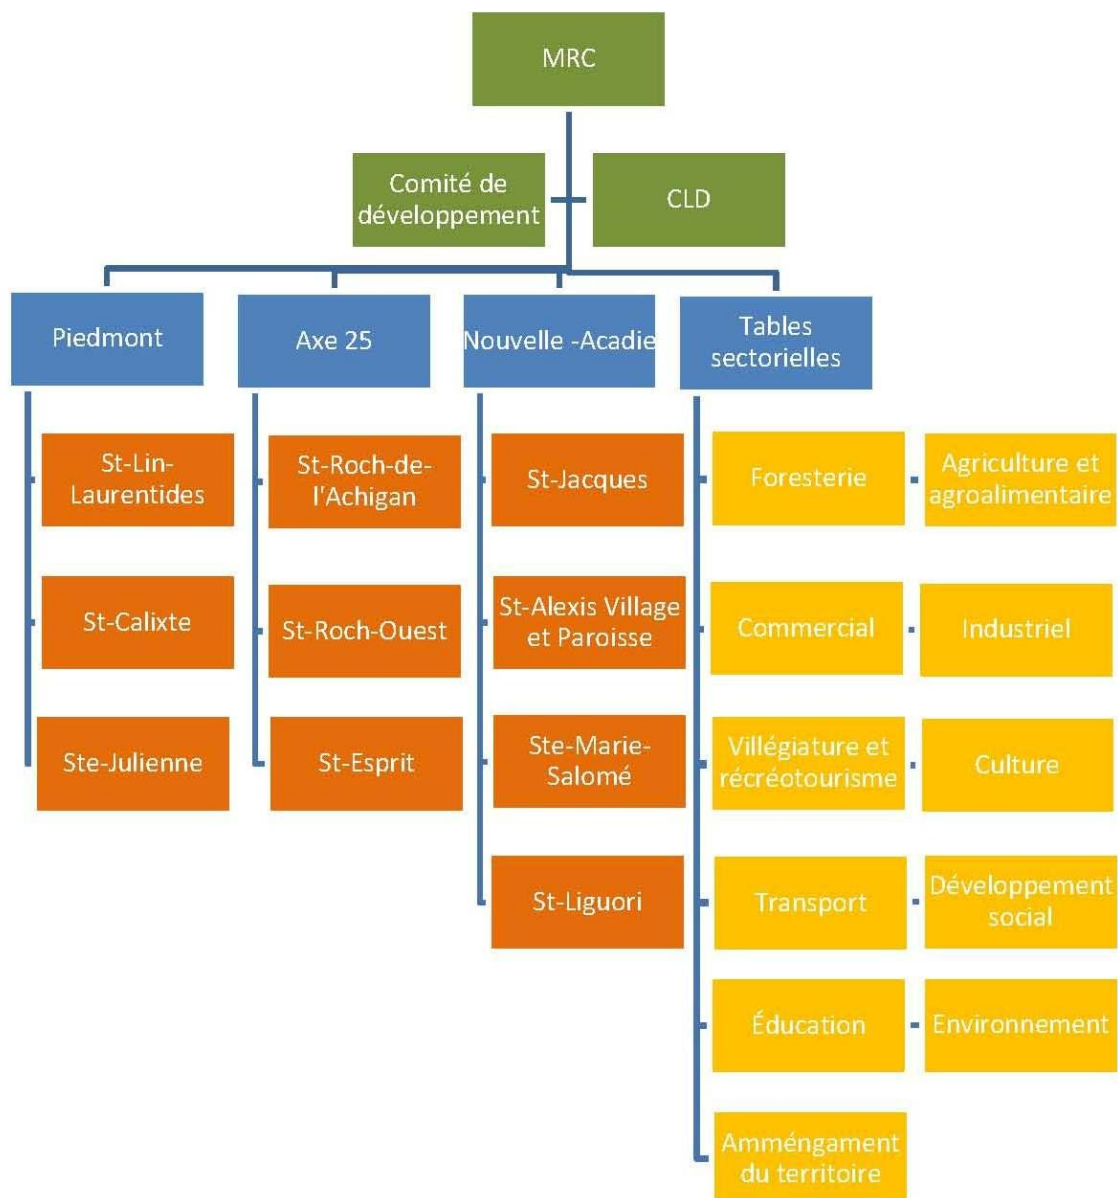 MRC
Comité de
développement
CLD
Piedmont
Axe 25
Nouvelle -Acadie
Tables
sectorielles
St-Lin-
Laurentides
St-Calixte
Ste-Julienne
St-Roch-de-
l'Achigan
St-Roch-Ouest
St-Esprit
St-Jacques
St-Alexis Village
et Paroisse
Ste-Marie-
Salomé
St-Liguori
Foresterie
Agriculture et
agroalimentaire
Commercial
Industriel
Villégiature et
récréotourisme
Culture
Transport
Développement
social
Éducation
Environnement
Amméngament
du territoire